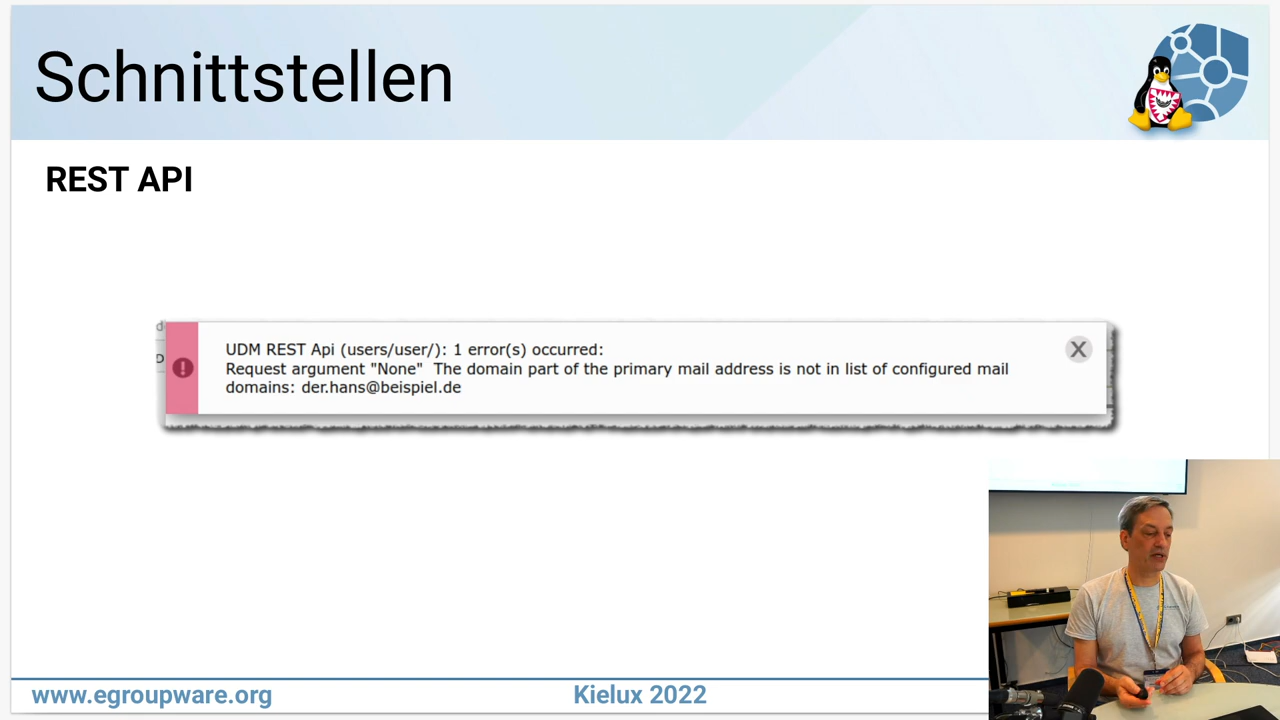 Schnittstellen
REST API
UDM REST Api (users/user/): 1 error(s) occurred:
Request argument "None" The domain part of the primary mail address is not in list of configured mail
domains: der.hans@beispiel.de
X
www.egroupware.org
Kielux 2022